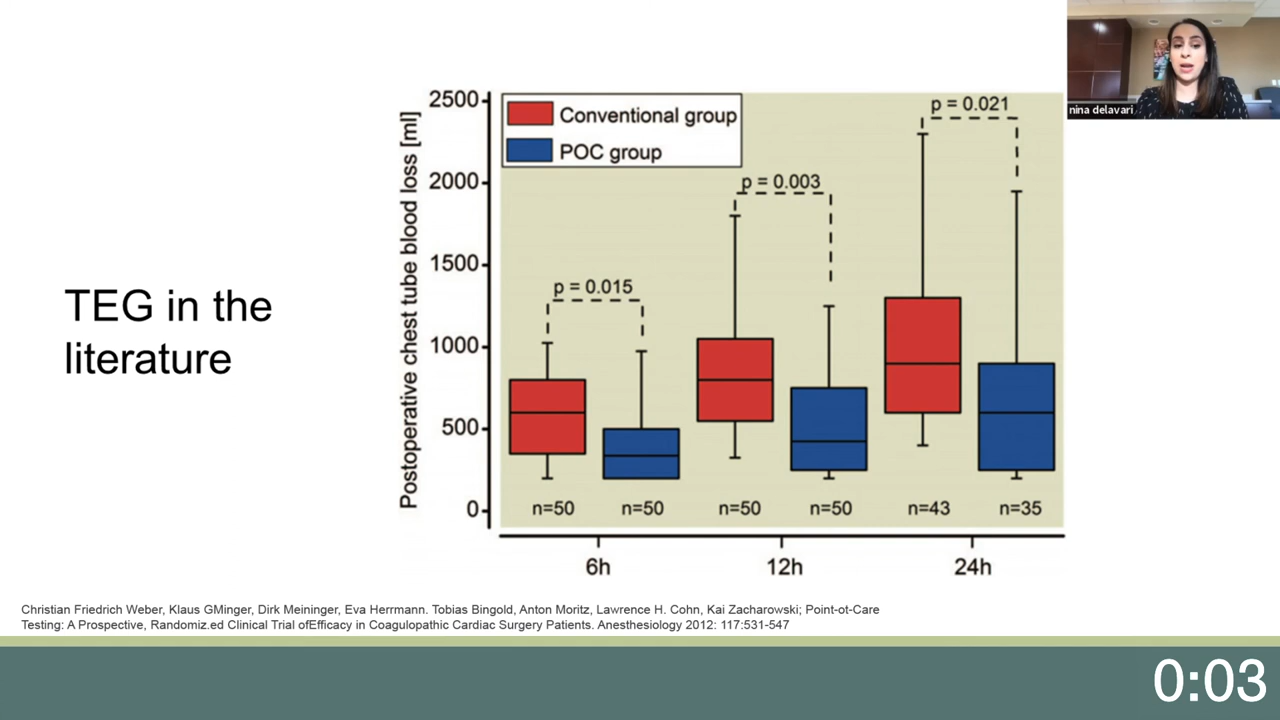 nina delavari
TEG in the
literature
Postoperative chest tube blood loss [ml]
2500
2000
1500
1000
500
0
Conventional group
POC group
p = 0.015
p = 0.003
p = 0.021
n=50
n=50
n=50
n=50
n=43
n=35
6h
12h
24h
Christian Friedrich Weber, Klaus GMinger, Dirk Meininger, Eva Herrmann. Tobias Bingold, Anton Moritz, Lawrence H. Cohn, Kai Zacharowski; Point-ot-Care
Testing: A Prospective, Randomiz.ed Clinical Trial ofEfficacy in Coagulopathic Cardiac Surgery Patients. Anesthesiology 2012: 117:531-547
0:03